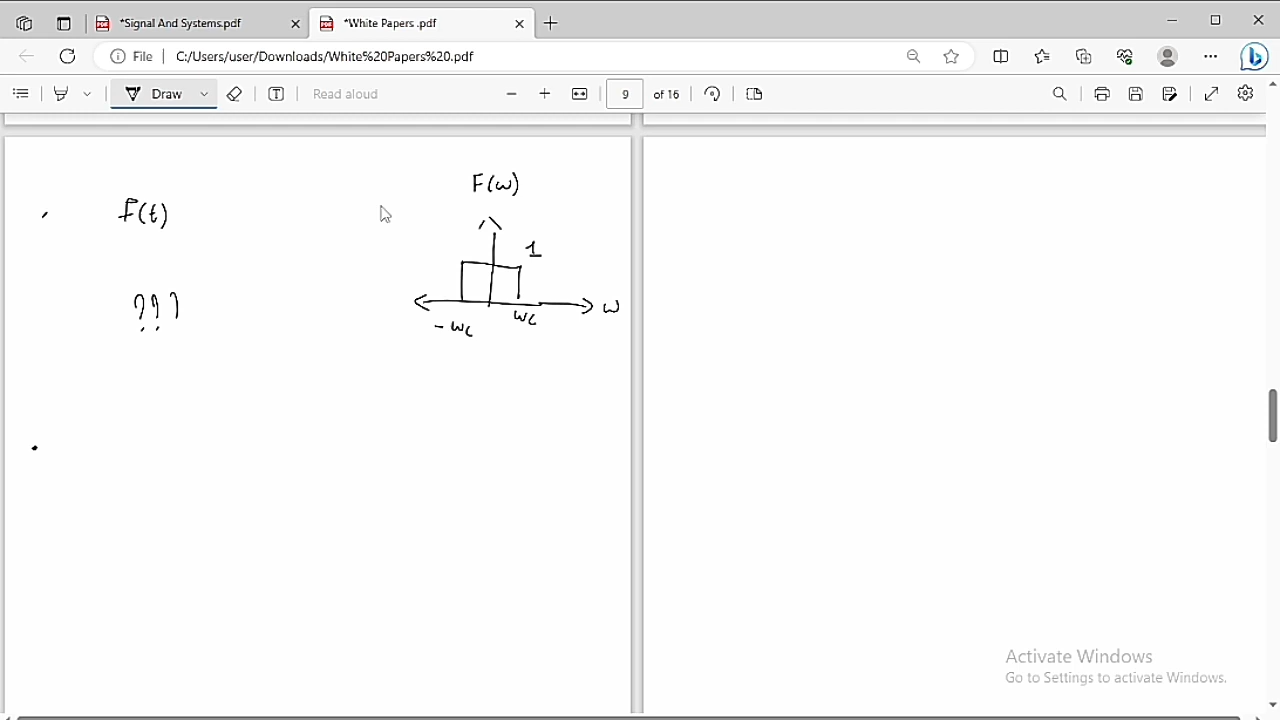 *Signal And Systems.pdf
*White Papers .pdf
File
C:/Users/user/Downloads/White%20Papers%20.pdf
Draw
Read aloud
9
of 16
F(ω)
f(t)
1
???
ω
-ωc
ωc
Activate Windows
Go to Settings to activate Windows.